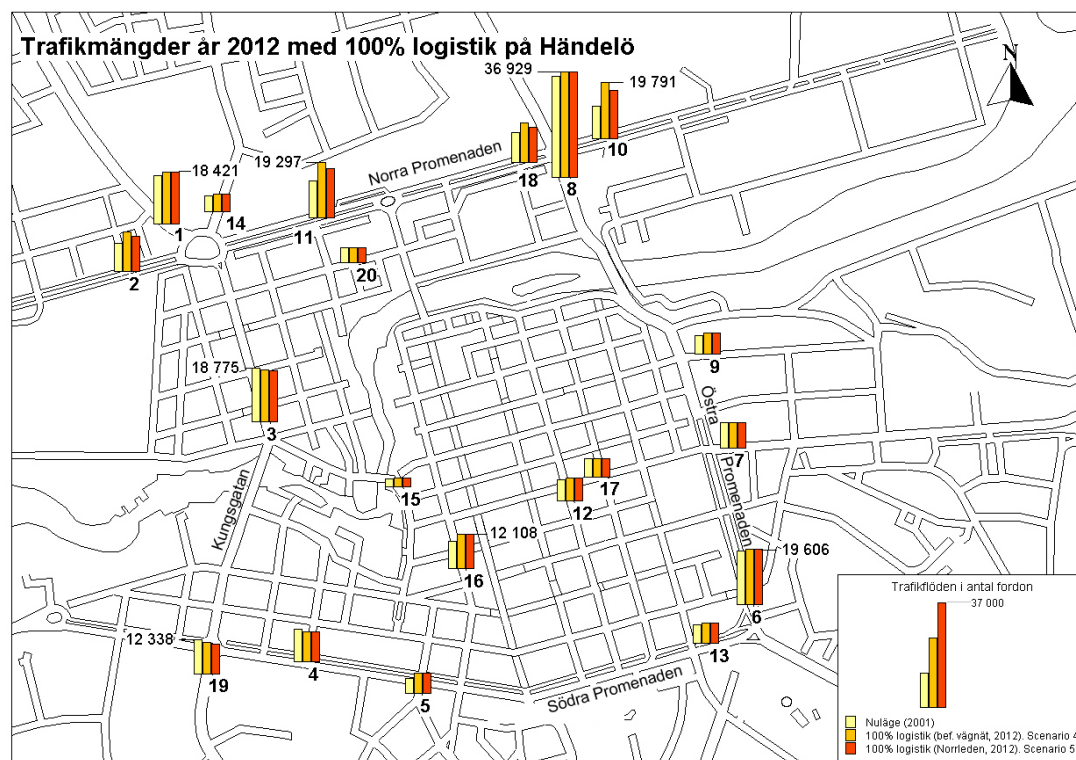 Trafikmängder år 2012 med 100% logistik på Händelö
N
36 929
19 791
10
Norra Promenaden
18
8
19 297
11
18 421
14
1
2
20
18 775
3
9
Östra Promenaden
7
Kungsgatan
15
17
12
12 108
16
19 606
6
13
12 338
19
4
5
Södra Promenaden
Trafikflöden i antal fordon
37 000
Nuläge (2001)
100% logistik (bef. vägnät, 2012). Scenario 4
100% logistik (Norrleden, 2012). Scenario 5